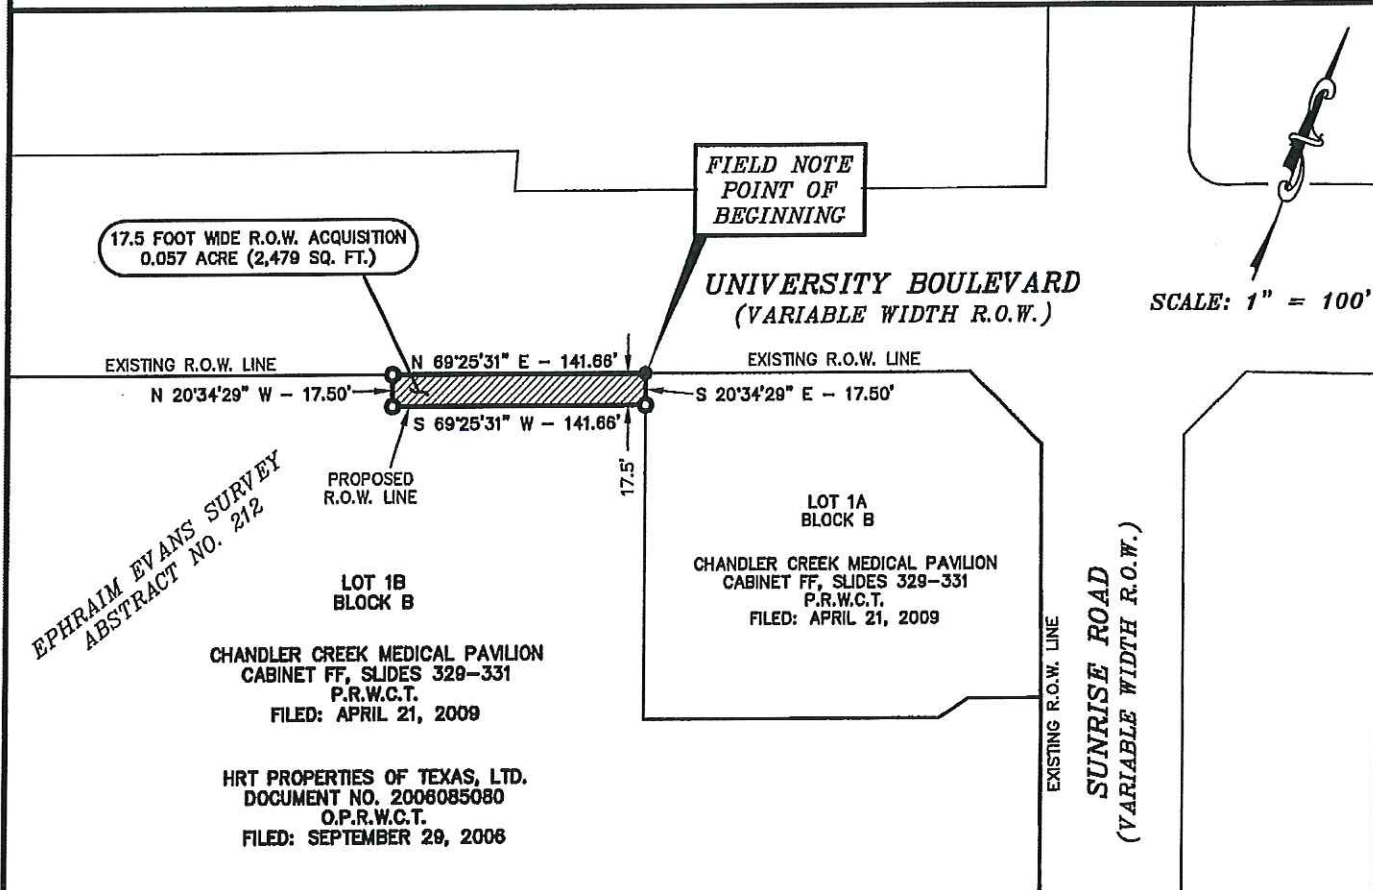 FIELD NOTE
POINT OF
BEGINNING
17.5 FOOT WIDE R.O.W. ACQUISITION
0.057 ACRE (2,479 SQ. FT.)
UNIVERSITY BOULEVARD
(VARIABLE WIDTH R.O.W.)
SCALE: 1" = 100'
EXISTING R.O.W. LINE
N 69°25'31" E - 141.66'
EXISTING R.O.W. LINE
N 20°34'29" W - 17.50'
S 20°34'29" E - 17.50'
S 69°25'31" W - 141.66'
17.5'
PROPOSED
R.O.W. LINE
EPHRAIM EVANS SURVEY
ABSTRACT NO. 212
LOT 1A
BLOCK B
CHANDLER CREEK MEDICAL PAVILION
CABINET FF, SLIDES 329-331
P.R.W.C.T.
FILED: APRIL 21, 2009
LOT 1B
BLOCK B
CHANDLER CREEK MEDICAL PAVILION
CABINET FF, SLIDES 329-331
P.R.W.C.T.
FILED: APRIL 21, 2009
HRT PROPERTIES OF TEXAS, LTD.
DOCUMENT NO. 2006085080
O.P.R.W.C.T.
FILED: SEPTEMBER 29, 2006
EXISTING R.O.W. LINE
SUNRISE ROAD
(VARIABLE WIDTH R.O.W.)